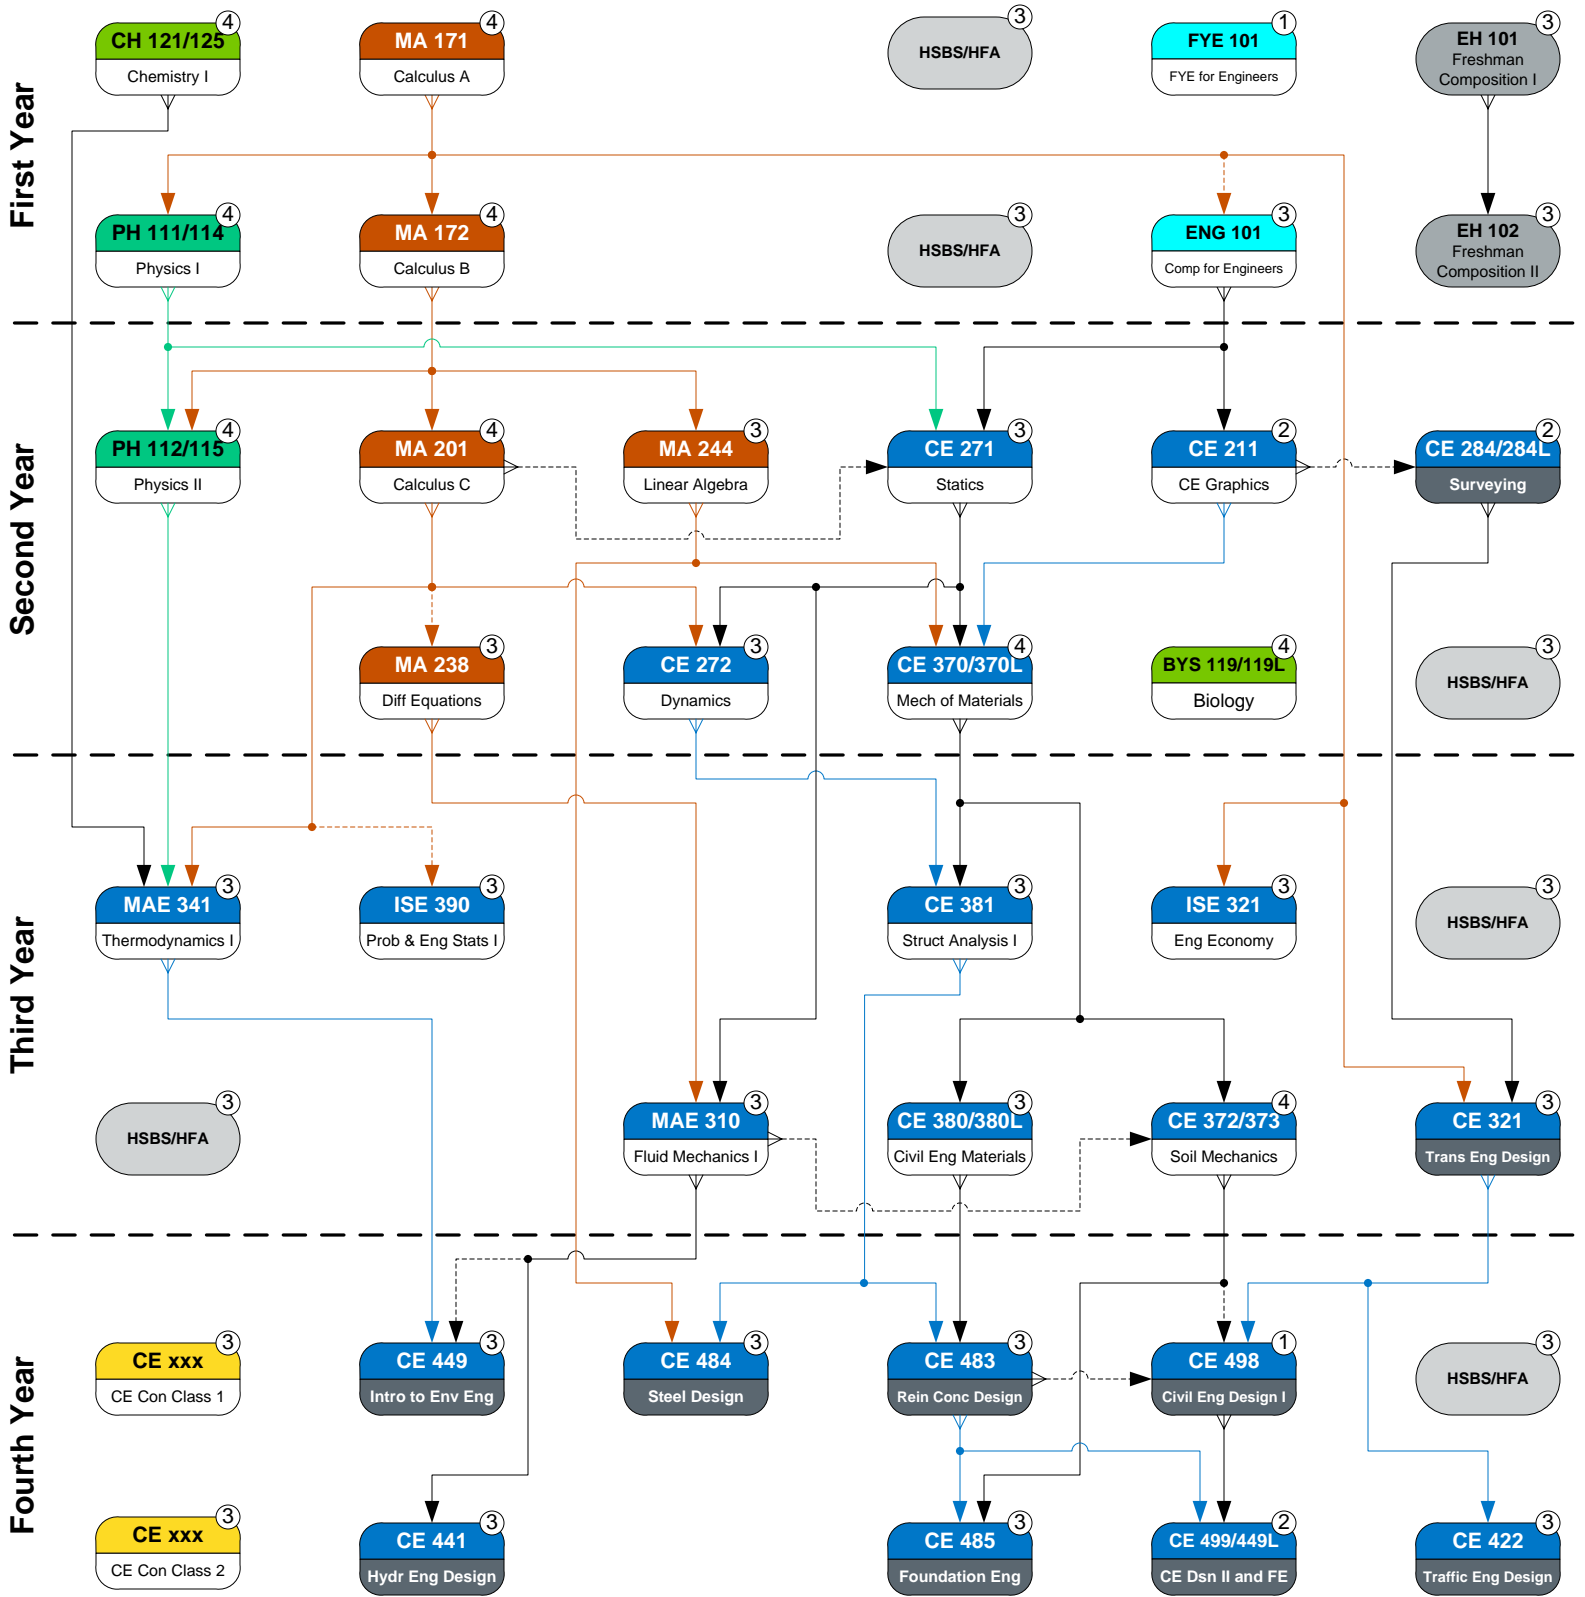 First Year
CH 121/125
4
Chemistry I
MA 171
4
Calculus A
HSBS/HFA
3
FYE 101
1
FYE for Engineers
EH 101
3
Freshman
Composition I
PH 111/114
4
Physics I
MA 172
4
Calculus B
HSBS/HFA
3
ENG 101
3
Comp for Engineers
EH 102
3
Freshman
Composition II
Second Year
PH 112/115
4
Physics II
MA 201
4
Calculus C
MA 244
3
Linear Algebra
CE 271
3
Statics
CE 211
2
CE Graphics
CE 284/284L
2
Surveying
MA 238
3
Diff Equations
CE 272
3
Dynamics
CE 370/370L
4
Mech of Materials
BYS 119/119L
4
Biology
HSBS/HFA
3
Third Year
MAE 341
3
Thermodynamics I
ISE 390
3
Prob & Eng Stats I
CE 381
3
Struct Analysis I
ISE 321
3
Eng Economy
HSBS/HFA
3
HSBS/HFA
3
MAE 310
3
Fluid Mechanics I
CE 380/380L
3
Civil Eng Materials
CE 372/373
4
Soil Mechanics
CE 321
3
Trans Eng Design
Fourth Year
CE xxx
3
CE Con Class 1
CE 449
3
Intro to Env Eng
CE 484
3
Steel Design
CE 483
3
Rein Conc Design
CE 498
1
Civil Eng Design I
HSBS/HFA
3
CE xxx
3
CE Con Class 2
CE 441
3
Hydr Eng Design
CE 485
3
Foundation Eng
CE 499/449L
2
CE Dsn II and FE
CE 422
3
Traffic Eng Design